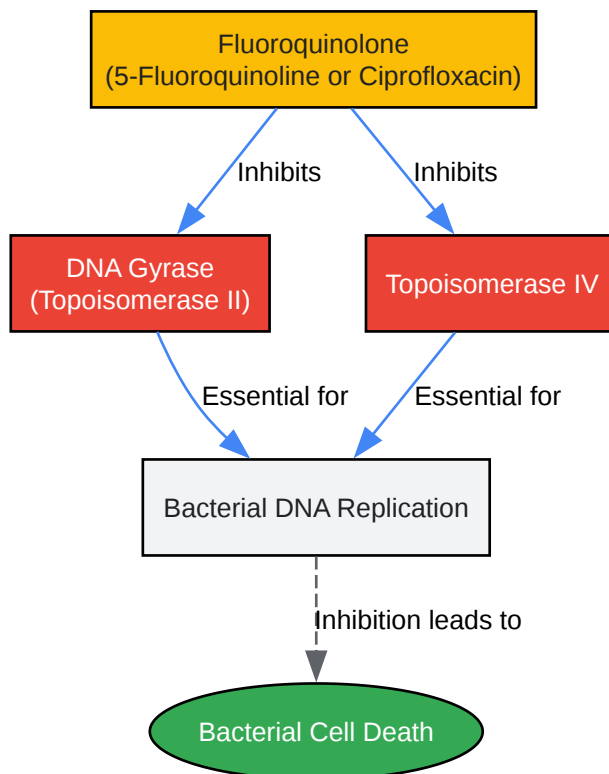 Fluoroquinolone
(5-Fluoroquinoline or Ciprofloxacin)
Inhibits
Inhibits
DNA Gyrase
(Topoisomerase II)
Topoisomerase IV
Essential for
Essential for
Bacterial DNA Replication
Inhibition leads to
Bacterial Cell Death